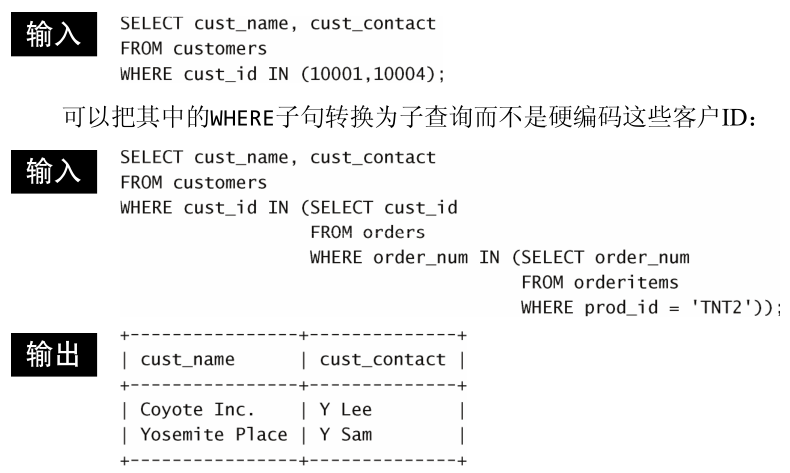 输入
SELECT cust_name, cust_contact
FROM customers
WHERE cust_id IN (10001,10004);
可以把其中的WHERE子句转换为子查询而不是硬编码这些客户ID：
输入
SELECT cust_name, cust_contact
FROM customers
WHERE cust_id IN (SELECT cust_id
                  FROM orders
                  WHERE order_num IN (SELECT order_num
                                      FROM orderitems
                                      WHERE prod_id = 'TNT2'));
输出
+----------------+--------------+
| cust_name      | cust_contact |
+----------------+--------------+
| Coyote Inc.    | Y Lee        |
| Yosemite Place | Y Sam        |
+----------------+--------------+